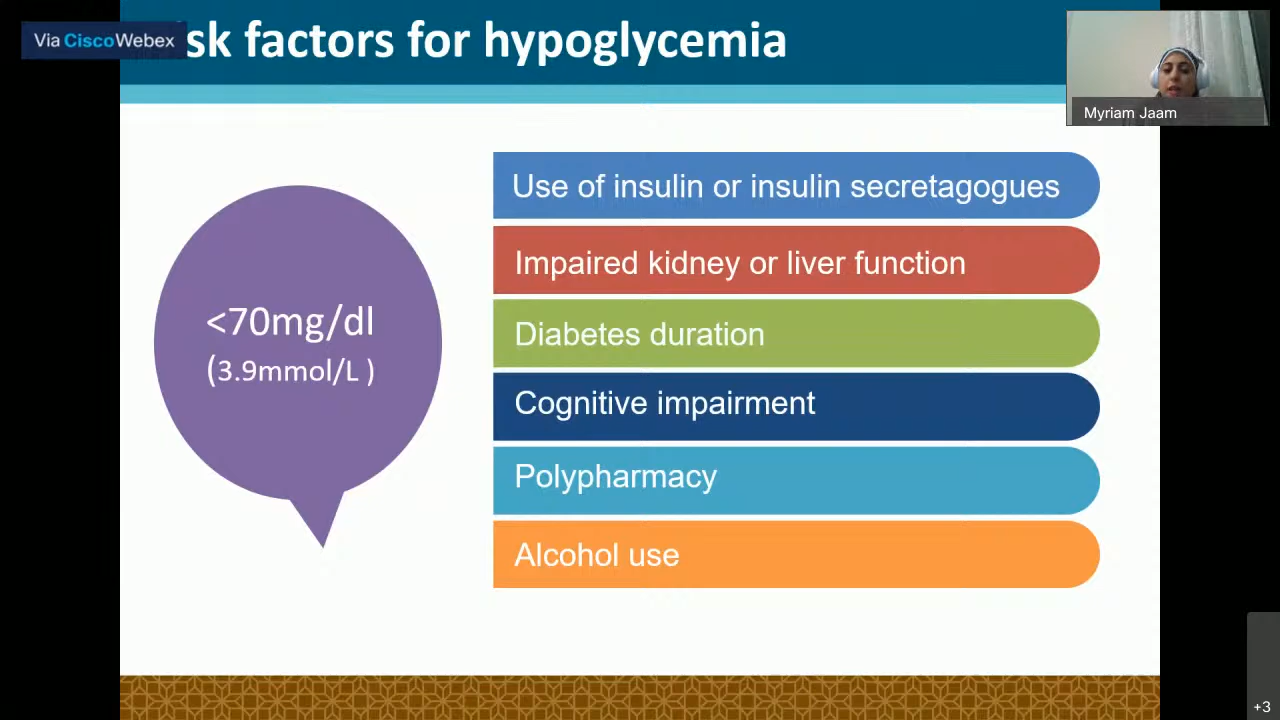 Via CiscoWebex
sk factors for hypoglycemia
Myriam Jaam
<70mg/dl
(3.9mmol/L )
Use of insulin or insulin secretagogues
Impaired kidney or liver function
Diabetes duration
Cognitive impairment
Polypharmacy
Alcohol use
+3